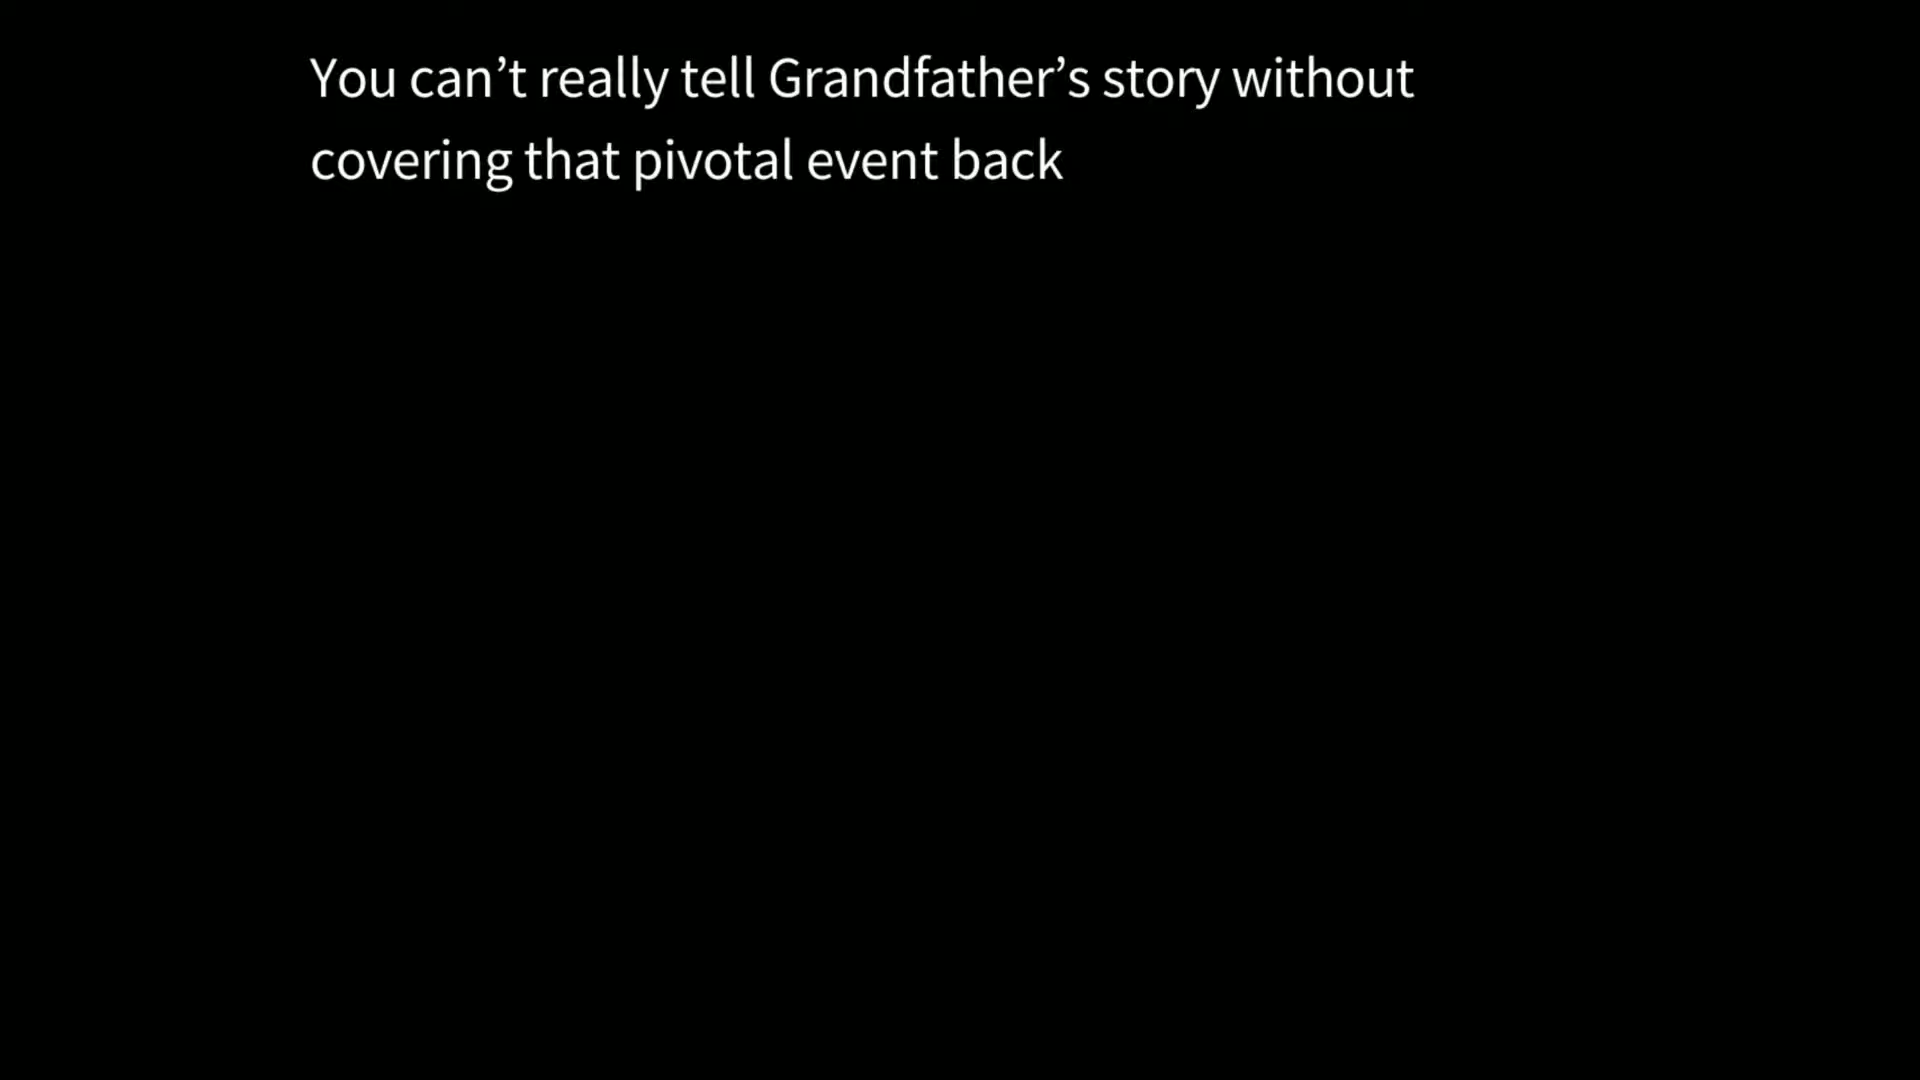 You can’t really tell Grandfather’s story without
covering that pivotal event back